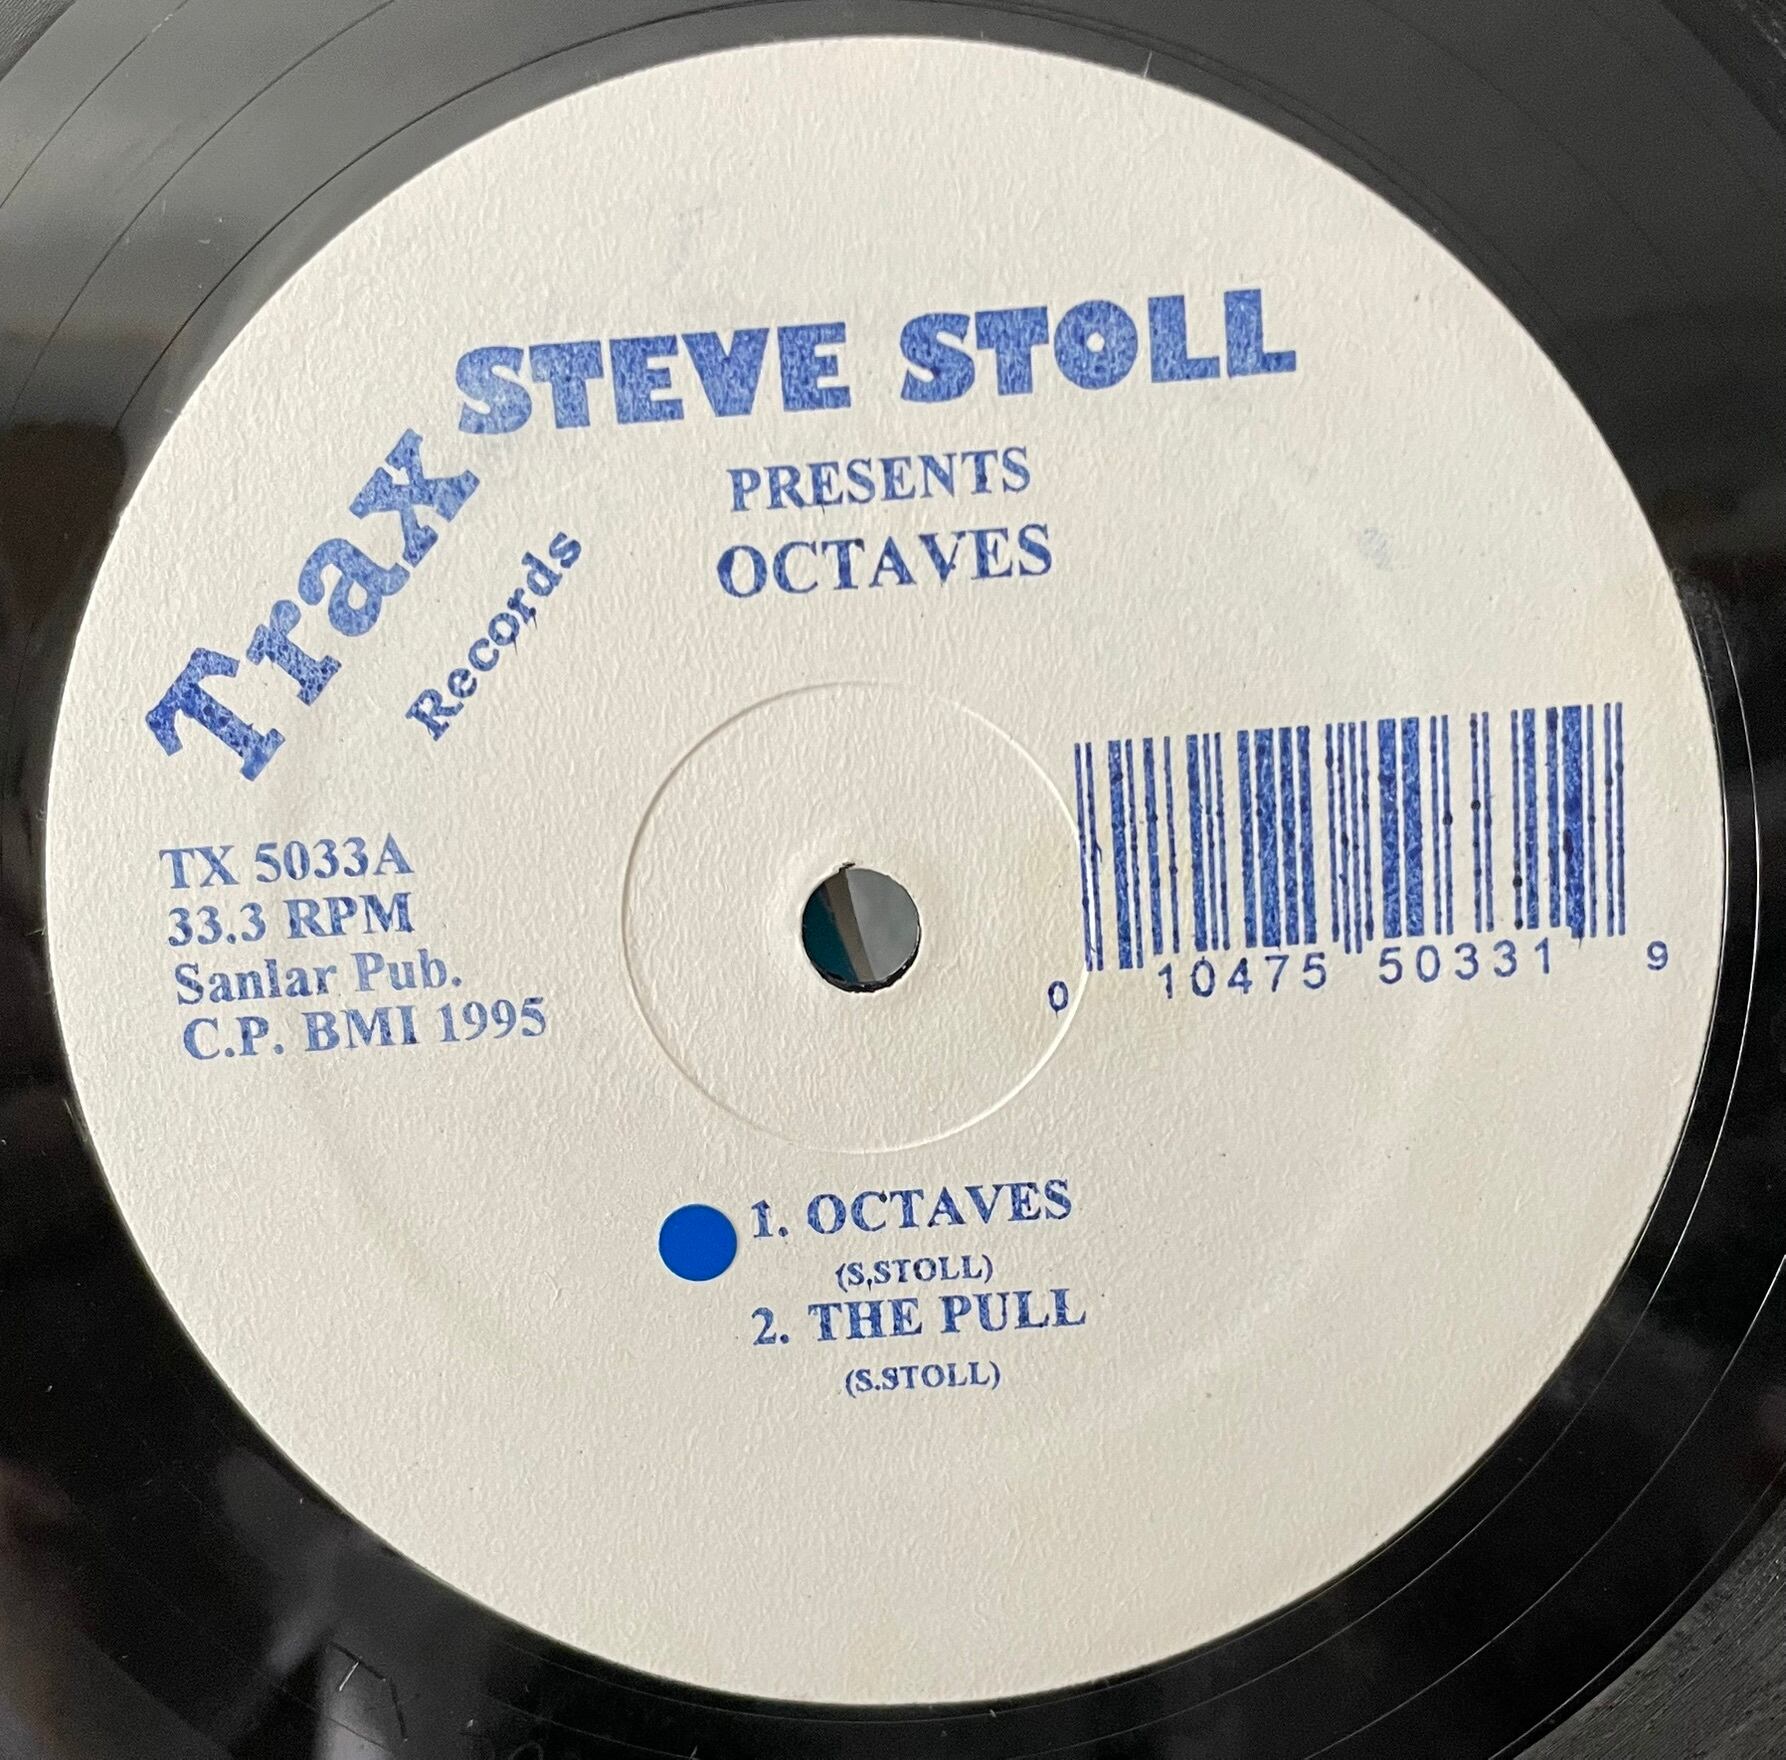 STEVE STOLL
PRESENTS
OCTAVES
Trax
Records
TX 5033A
33.3 RPM
Sanlar Pub.
C.P. BMI 1995
0 10475 50331 9
1. OCTAVES
(S,STOLL)
2. THE PULL
(S.STOLL)